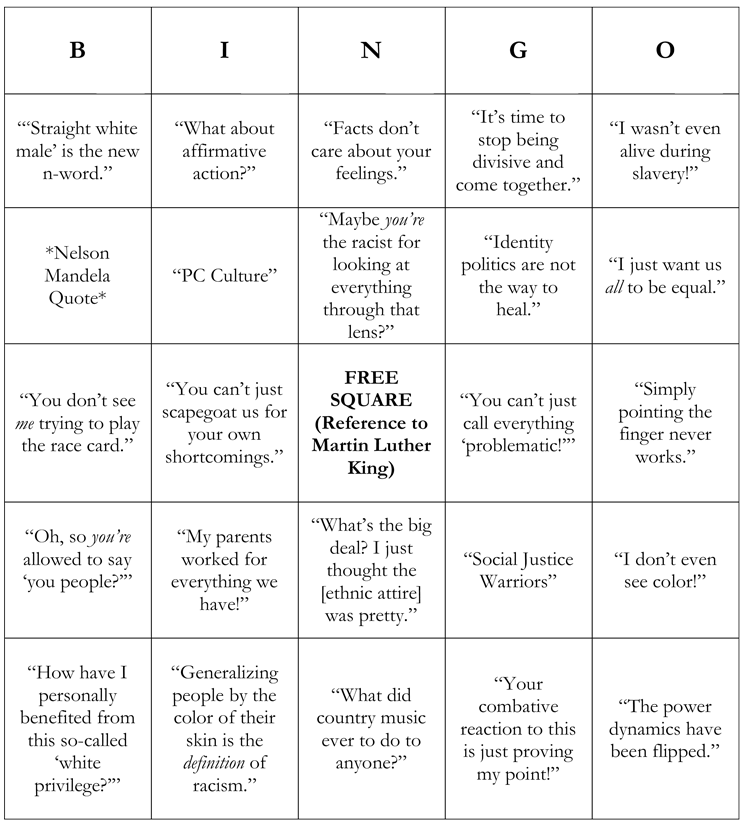 B
I
N
G
O
“‘Straight white
male’ is the new
n-word.”
“What about
affirmative
action?”
“Facts don’t
care about your
feelings.”
“It’s time to
stop being
divisive and
come together.”
“I wasn’t even
alive during
slavery!”
*Nelson
Mandela
Quote*
“PC Culture”
“Maybe you’re
the racist for
looking at
everything
through that
lens?”
“Identity
politics are not
the way to
heal.”
“I just want us
all to be equal.”
“You don’t see
me trying to play
the race card.”
“You can’t just
scapegoat us for
your own
shortcomings.”
FREE
SQUARE
(Reference to
Martin Luther
King)
“You can’t just
call everything
‘problematic!’”
“Simply
pointing the
finger never
works.”
“Oh, so you’re
allowed to say
‘you people?’”
“My parents
worked for
everything we
have!”
“What’s the big
deal? I just
thought the
[ethnic attire]
was pretty.”
“Social Justice
Warriors”
“I don’t even
see color!”
“How have I
personally
benefited from
this so-called
‘white
privilege?’”
“Generalizing
people by the
color of their
skin is the
definition of
racism.”
“What did
country music
ever to do to
anyone?”
“Your
combative
reaction to this
is just proving
my point!”
“The power
dynamics have
been flipped.”